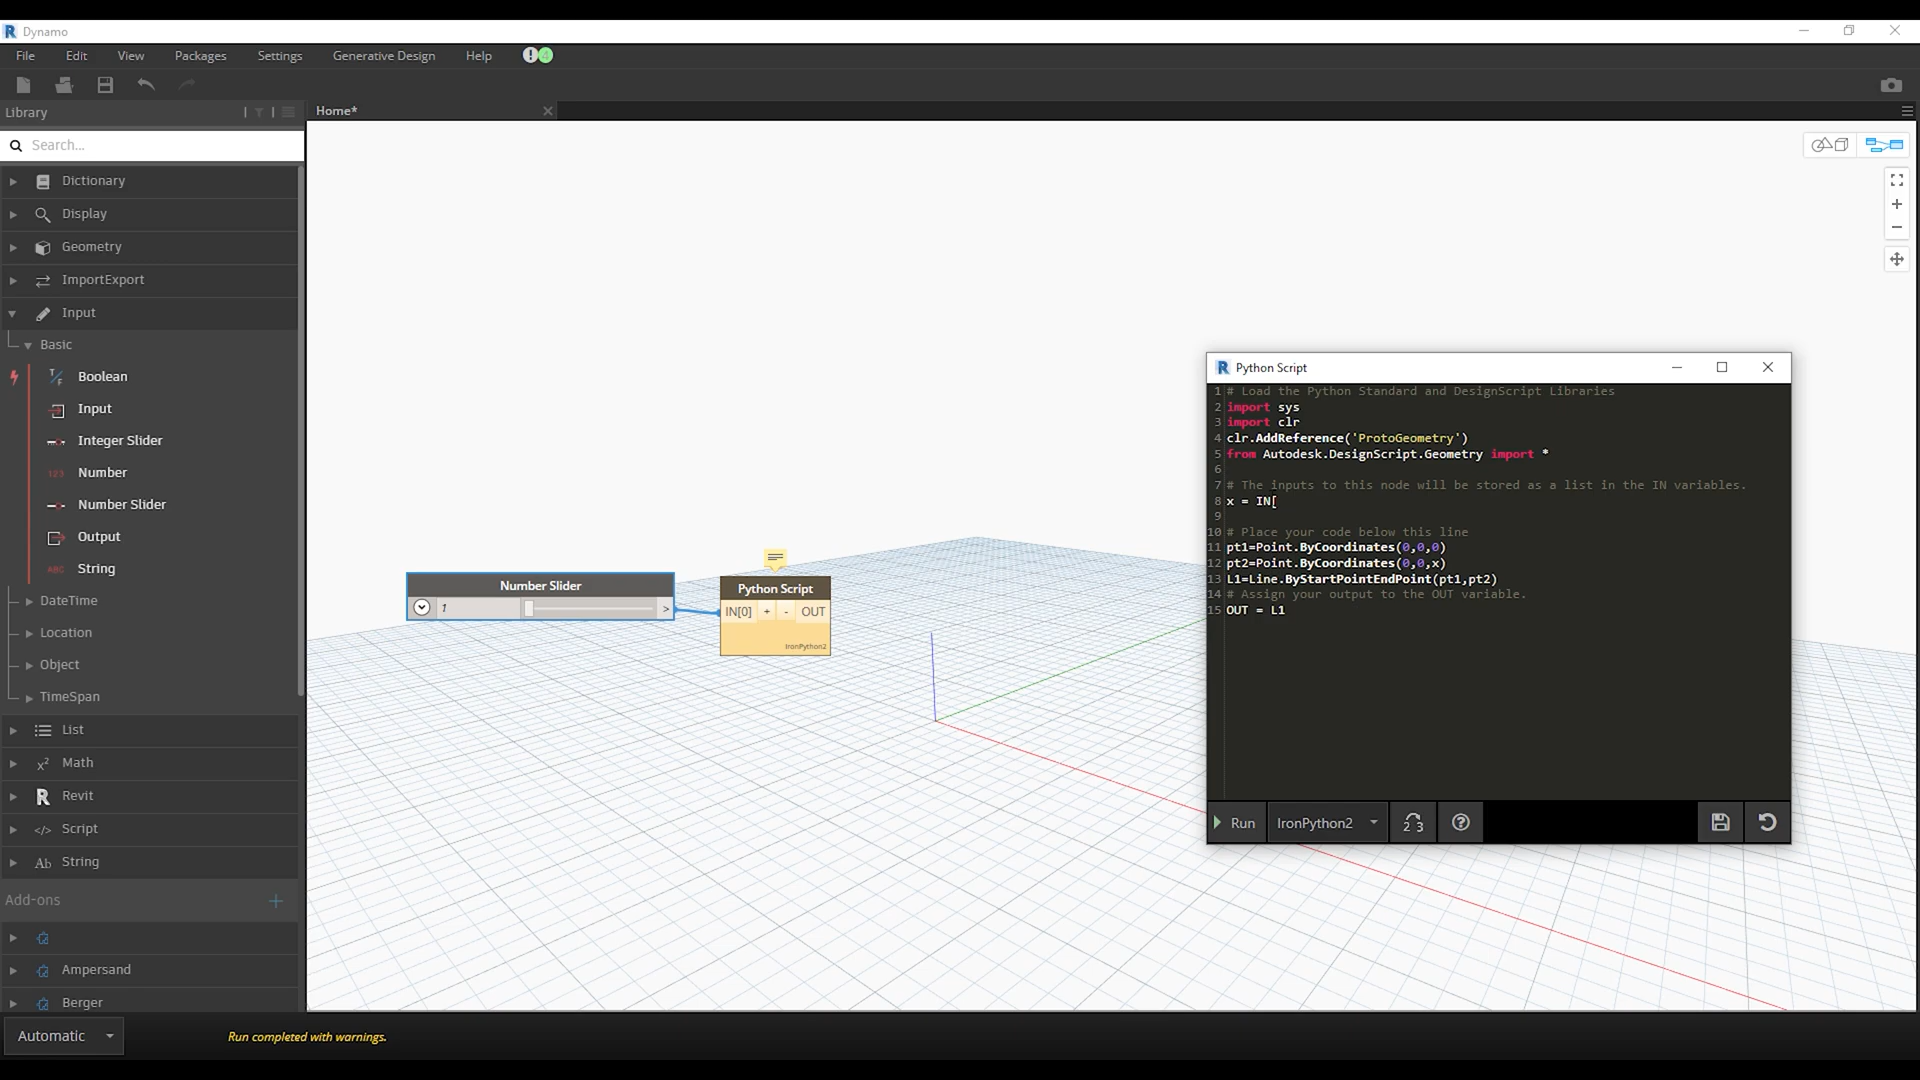 Dynamo
File Edit View Packages Settings Generative Design Help
Library
Home*
Search...
Dictionary
Display
Geometry
ImportExport
Input
Basic
Boolean
Input
Integer Slider
Number
Number Slider
Output
String
DateTime
Location
Object
TimeSpan
List
Math
Revit
Script
String
Add-ons
Ampersand
Berger
Automatic
Run completed with warnings.
Number Slider
1 >
Python Script
IN[0] + - OUT
IronPython2
Python Script
1 # Load the Python Standard and DesignScript Libraries
2 import sys
3 import clr
4 clr.AddReference('ProtoGeometry')
5 from Autodesk.DesignScript.Geometry import *
6
7 # The inputs to this node will be stored as a list in the IN variables.
8 x = IN[
9
10 # Place your code below this line
11 pt1=Point.ByCoordinates(0,0,0)
12 pt2=Point.ByCoordinates(0,0,x)
13 L1=Line.ByStartPointEndPoint(pt1,pt2)
14 # Assign your output to the OUT variable.
15 OUT = L1
Run IronPython2 2 3